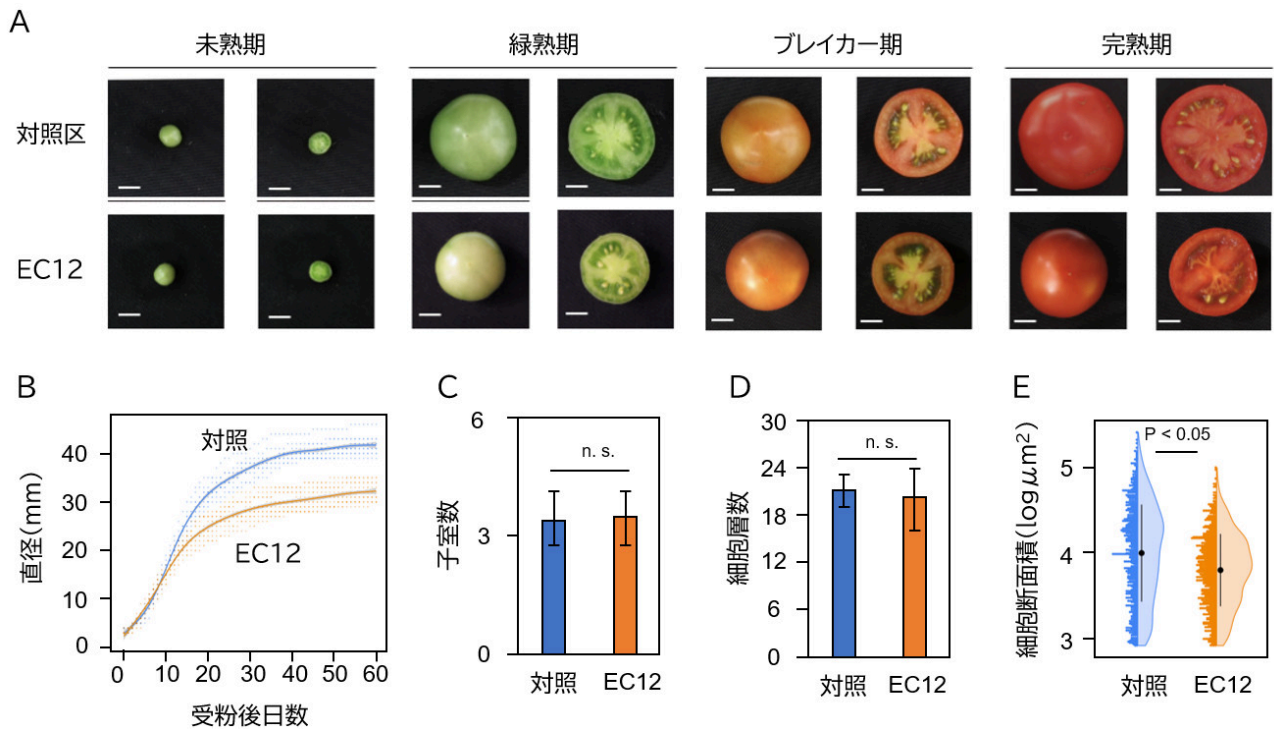 A
未熟期 緑熟期 ブレイカー期 完熟期
対照区
EC12
B
直径(mm)
40
30
20
10
0
対照
EC12
0 10 20 30 40 50 60
受粉後日数
C
子室数
6
3
0
n. s.
対照 EC12
D
細胞層数
30
24
18
12
6
0
n. s.
対照 EC12
E
細胞断面積(logμm²)
5
4
3
P < 0.05
対照 EC12